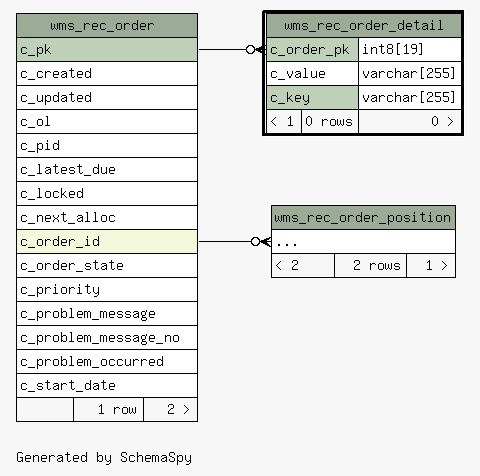 wms_rec_order
c_pk
c_created
c_updated
c_ol
c_pid
c_latest_due
c_locked
c_next_alloc
c_order_id
c_order_state
c_priority
c_problem_message
c_problem_message_no
c_problem_occurred
c_start_date
1 row 2 >
wms_rec_order_detail
c_order_pk int8[19]
c_value varchar[255]
c_key varchar[255]
< 1 0 rows 0 >
wms_rec_order_position
...
< 2 2 rows 1 >
Generated by SchemaSpy